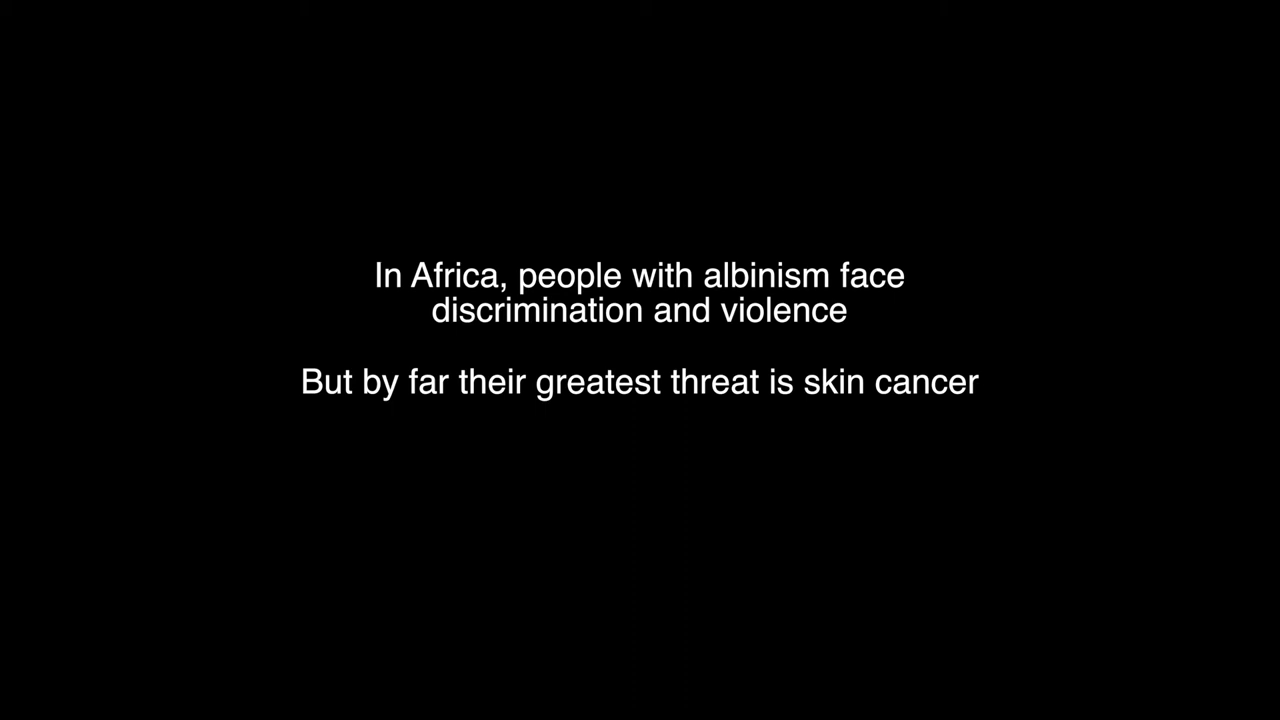 In Africa, people with albinism face
discrimination and violence
But by far their greatest threat is skin cancer